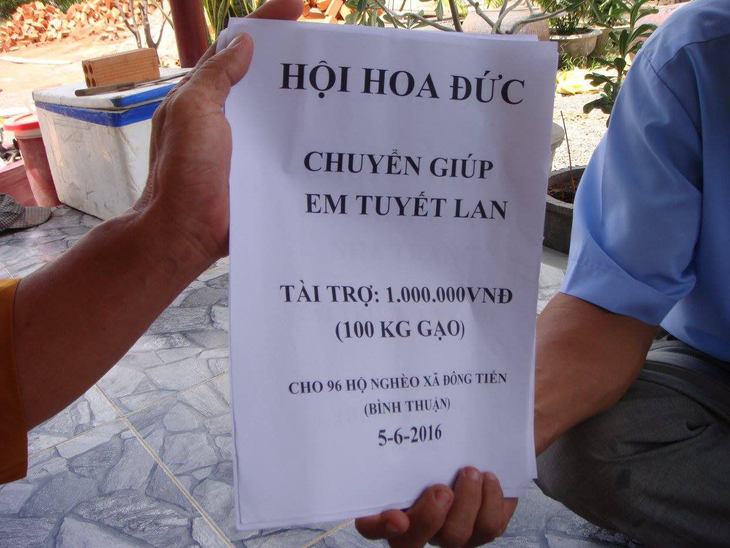 HỘI HOA ĐỨC
CHUYỄN GIÚP
EM TUYẾT LAN
TÀI TRỢ: 1.000.000VNĐ
(100 KG GẠO)
CHO 96 HỘ NGHÈO XÃ ĐÔNG TIẾN
(BÌNH THUẬN)
5-6-2016